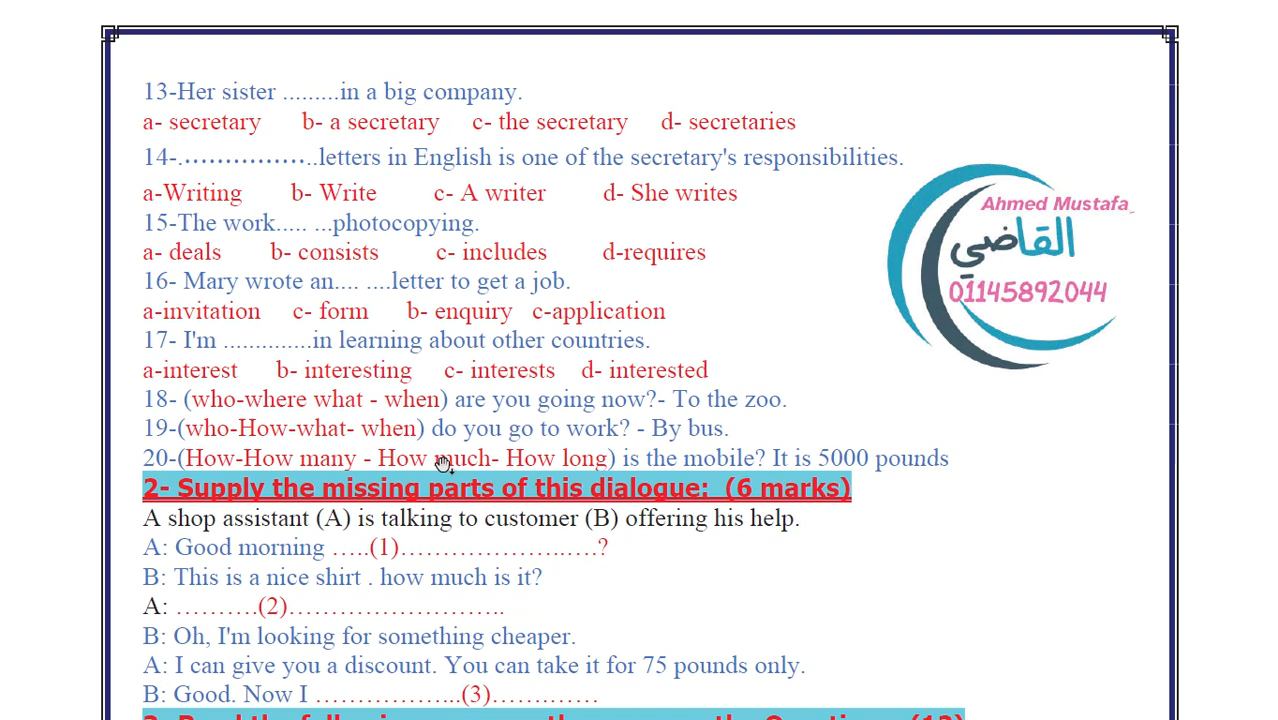 13-Her sister .........in a big company.
a- secretary b- a secretary c- the secretary d- secretaries
14-.……………..letters in English is one of the secretary's responsibilities.
a-Writing b- Write c- A writer d- She writes
15-The work..... ...photocopying.
a- deals b- consists c- includes d-requires
16- Mary wrote an.... ....letter to get a job.
a-invitation c- form b- enquiry c-application
17- I'm ..............in learning about other countries.
a-interest b- interesting c- interests d- interested
18- (who-where what - when) are you going now?- To the zoo.
19-(who-How-what- when) do you go to work? - By bus.
20-(How-How many - How much- How long) is the mobile? It is 5000 pounds
Ahmed Mustafa
القاضي
01145892044
2- Supply the missing parts of this dialogue: (6 marks)
A shop assistant (A) is talking to customer (B) offering his help.
A: Good morning …..(1)………………..….?
B: This is a nice shirt . how much is it?
A: ……….(2)……………………..
B: Oh, I'm looking for something cheaper.
A: I can give you a discount. You can take it for 75 pounds only.
B: Good. Now I ……………...(3)…….……